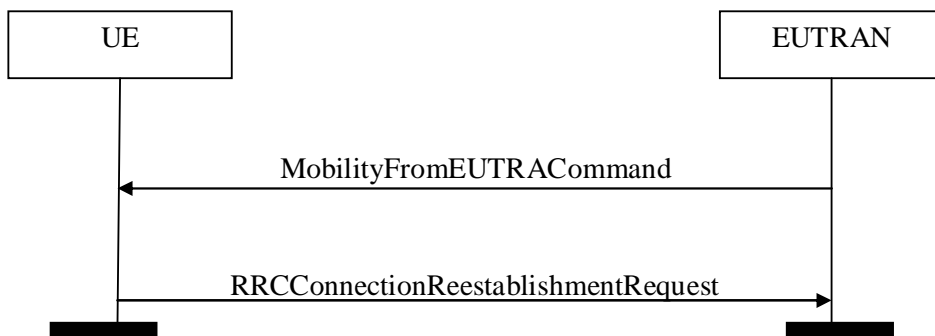 UE
EUTRAN
MobilityFromEUTRACommand
RRCConnectionReestablishmentRequest